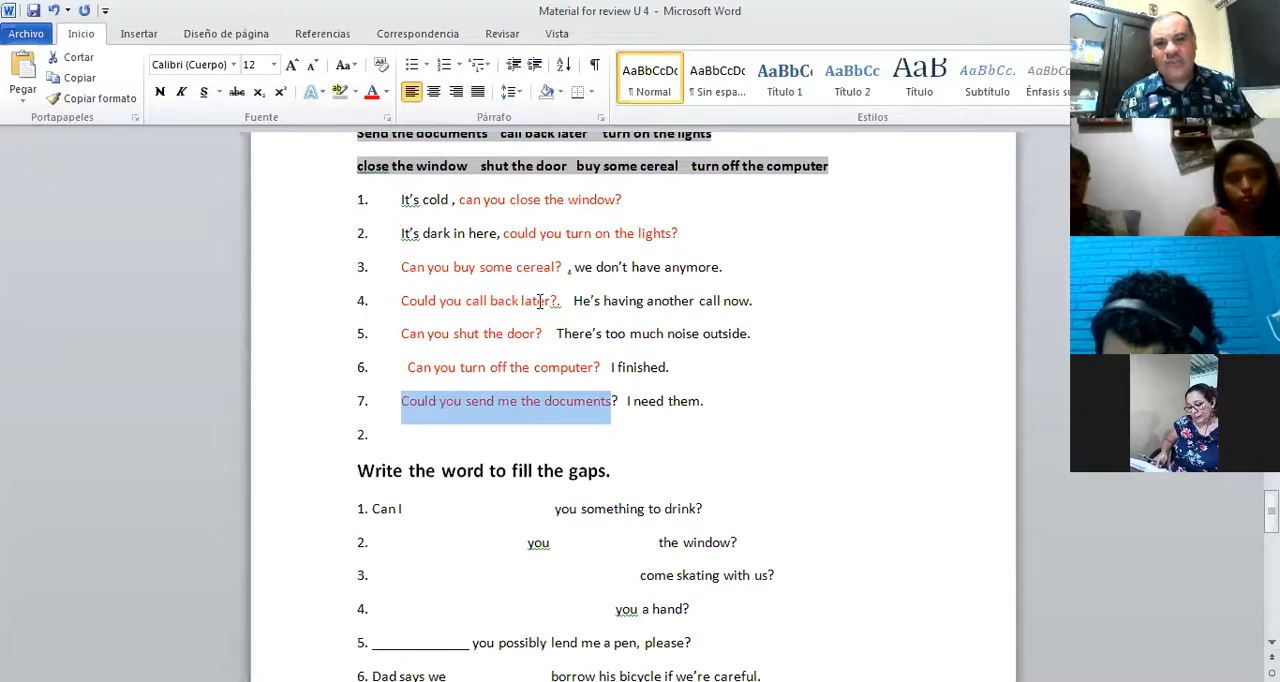 Material for review U 4 - Microsoft Word
Archivo Inicio Insertar Diseño de página Referencias Correspondencia Revisar Vista
Cortar
Copiar
Copiar formato
Pegar
Calibri (Cuerpo) 12
AaBbCcDc AaBbCcDc AaBbC AaBbCc AaB AaBbCc. AaBbCcDc
¶ Normal ¶ Sin espa... Título 1 Título 2 Título Subtítulo Énfasis su
Portapapeles Fuente Párrafo Estilos
Send the documents call back later turn on the lights
close the window shut the door buy some cereal turn off the computer
1. It's cold , can you close the window?
2. It's dark in here, could you turn on the lights?
3. Can you buy some cereal? , we don't have anymore.
4. Could you call back later?. He's having another call now.
5. Can you shut the door? There's too much noise outside.
6. Can you turn off the computer? I finished.
7. Could you send me the documents? I need them.
2.
Write the word to fill the gaps.
1. Can I you something to drink?
2. you the window?
3. come skating with us?
4. you a hand?
5. _____________ you possibly lend me a pen, please?
6. Dad says we borrow his bicycle if we're careful.